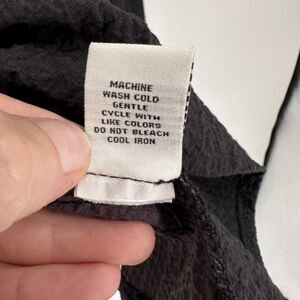 MACHINE
WASH COLD
GENTLE
CYCLE WITH
LIKE COLORS
DO NOT BLEACH
COOL IRON